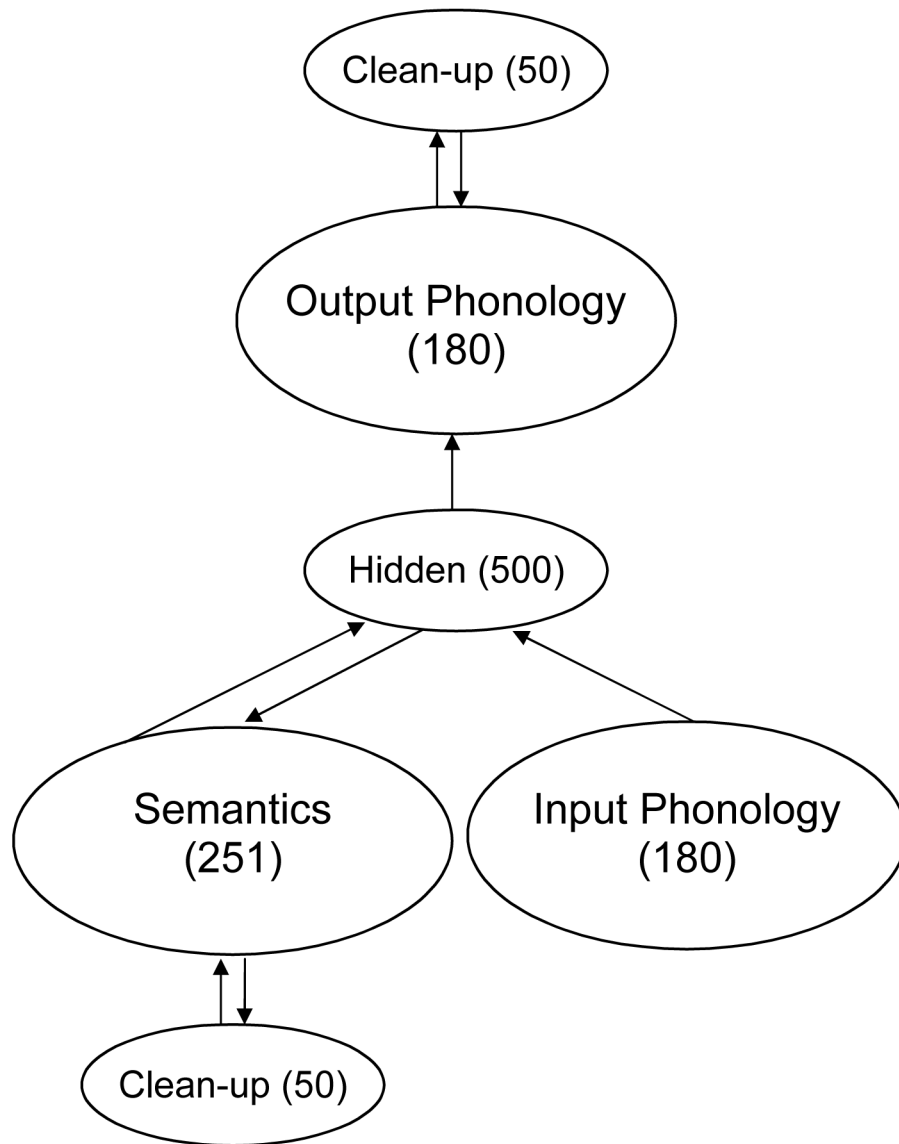 Clean-up (50)
Output Phonology
(180)
Hidden (500)
Semantics
(251)
Input Phonology
(180)
Clean-up (50)